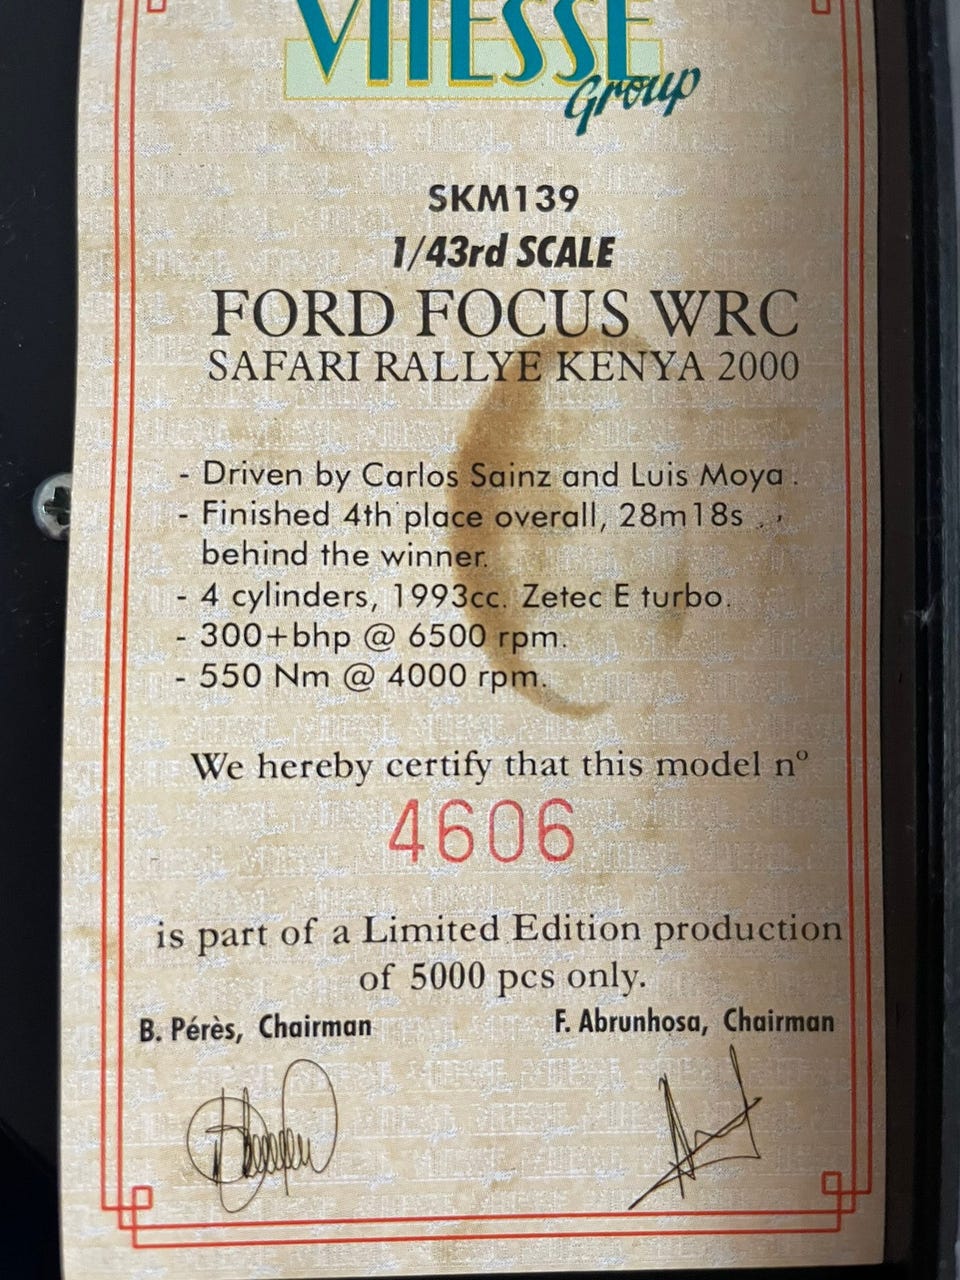 VITESSE
Group
SKM139
1/43rd SCALE
FORD FOCUS WRC
SAFARI RALLYE KENYA 2000
- Driven by Carlos Sainz and Luis Moya.
- Finished 4th place overall, 28m18s
behind the winner.
- 4 cylinders, 1993cc. Zetec E turbo.
- 300+bhp @ 6500 rpm.
- 550 Nm @ 4000 rpm.
We hereby certify that this model nº
4606
is part of a Limited Edition production
of 5000 pcs only.
B. Pérès, Chairman F. Abrunhosa, Chairman